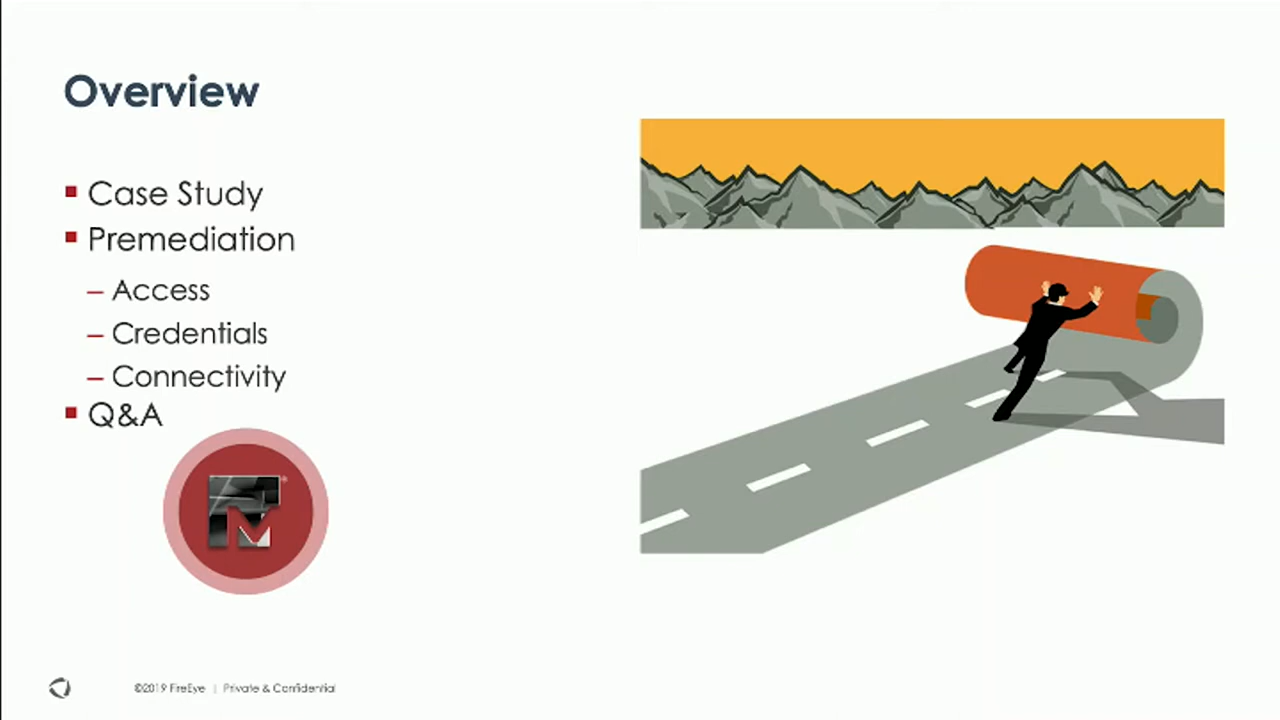 Overview
▪ Case Study
▪ Premediation
– Access
– Credentials
– Connectivity
▪ Q&A
©2019 FireEye | Private & Confidential